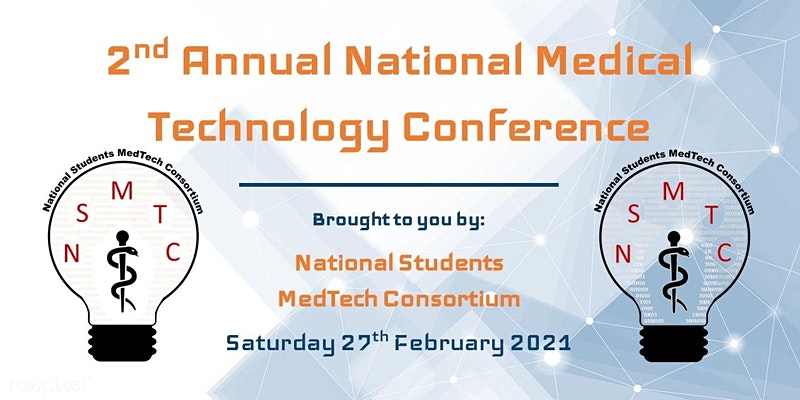 2nd Annual National Medical
Technology Conference
National Students MedTech Consortium
N S M T C
National Students MedTech Consortium
N S M T C
Brought to you by:
National Students
MedTech Consortium
Saturday 27th February 2021
rawpixel